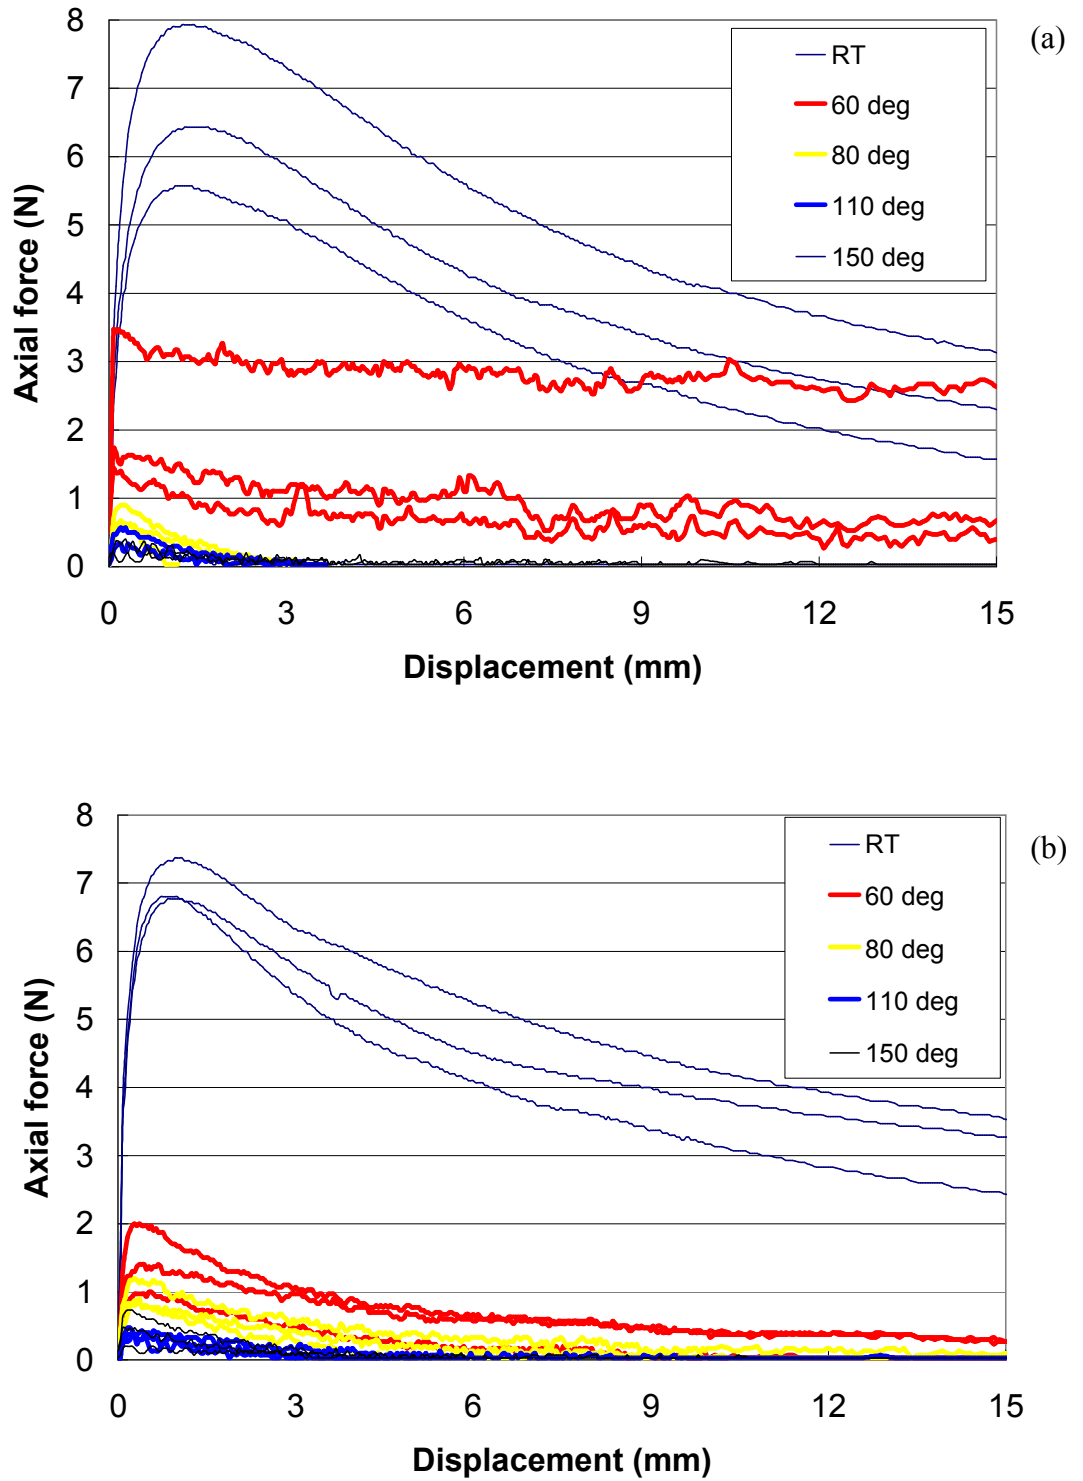 (a)
8
7
6
5
4
3
2
1
0
Axial force (N)
RT
60 deg
80 deg
110 deg
150 deg
0 3 6 9 12 15
Displacement (mm)
(b)
8
7
6
5
4
3
2
1
0
Axial force (N)
RT
60 deg
80 deg
110 deg
150 deg
0 3 6 9 12 15
Displacement (mm)